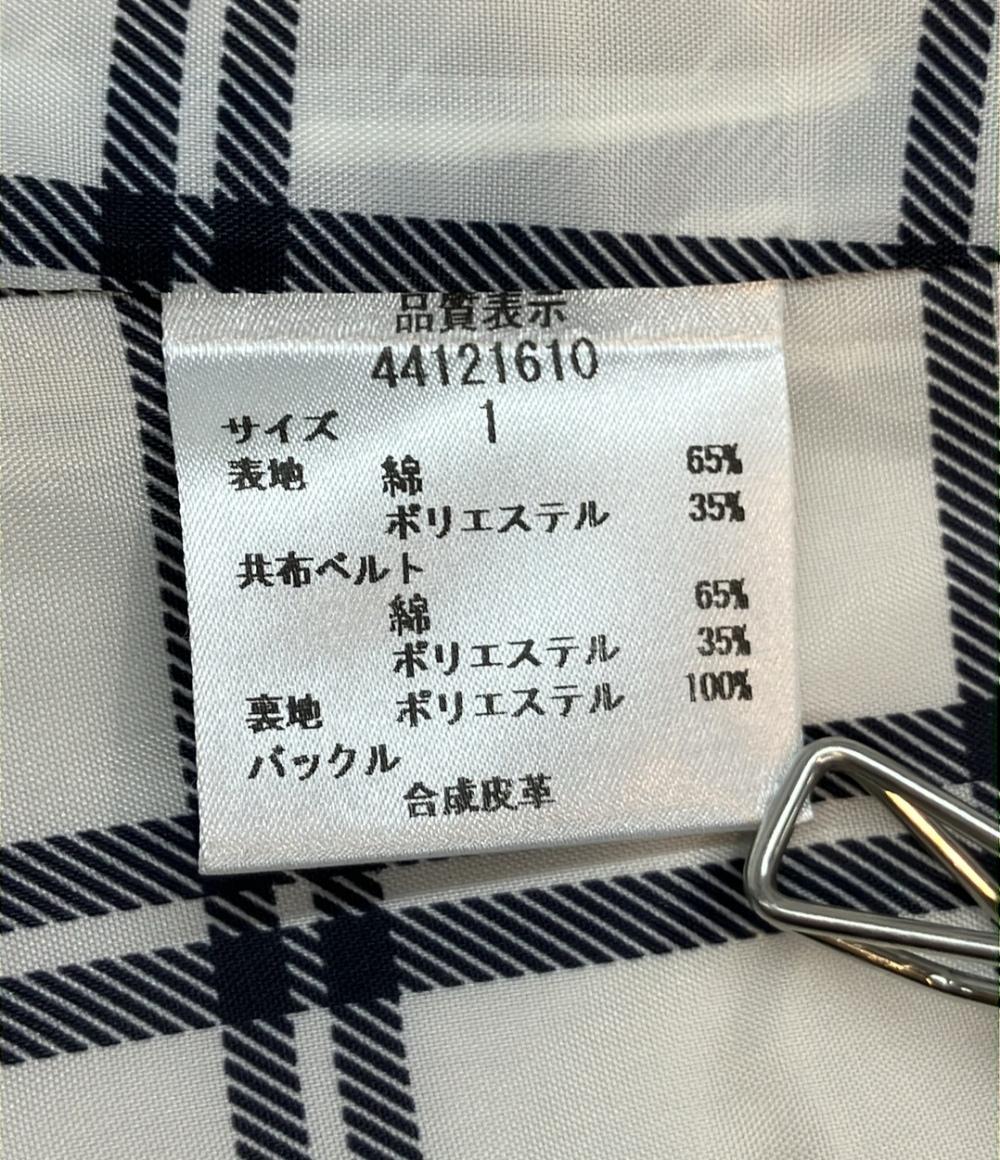 品質表示
44121610
サイズ 1
表地 綿 65%
ポリエステル 35%
共布ベルト
綿 65%
ポリエステル 35%
裏地 ポリエステル 100%
バックル
合成皮革